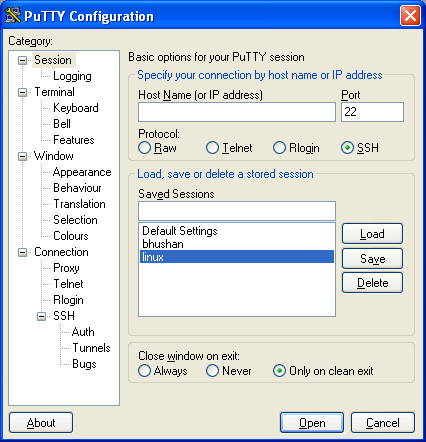 PuTTY Configuration
Category:
Session
Logging
Terminal
Keyboard
Bell
Features
Window
Appearance
Behaviour
Translation
Selection
Colours
Connection
Proxy
Telnet
Rlogin
SSH
Auth
Tunnels
Bugs
Basic options for your PuTTY session
Specify your connection by host name or IP address
Host Name (or IP address) Port
22
Protocol:
Raw Telnet Rlogin SSH
Load, save or delete a stored session
Saved Sessions
Default Settings
bhushan
linux
Load
Save
Delete
Close window on exit:
Always Never Only on clean exit
About Open Cancel